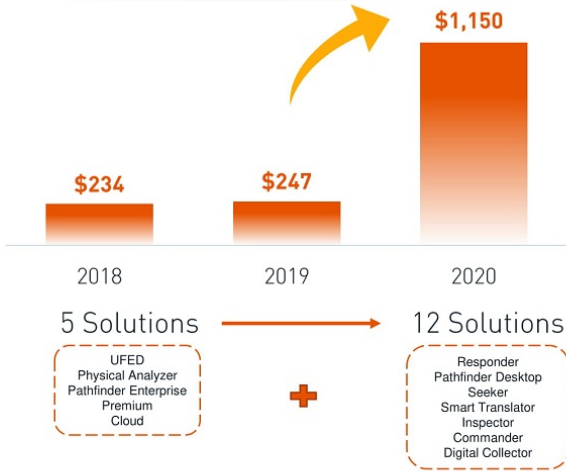 $1,150
$234
$247
2018
2019
2020
5 Solutions
12 Solutions
UFED
Physical Analyzer
Pathfinder Enterprise
Premium
Cloud
Responder
Pathfinder Desktop
Seeker
Smart Translator
Inspector
Commander
Digital Collector